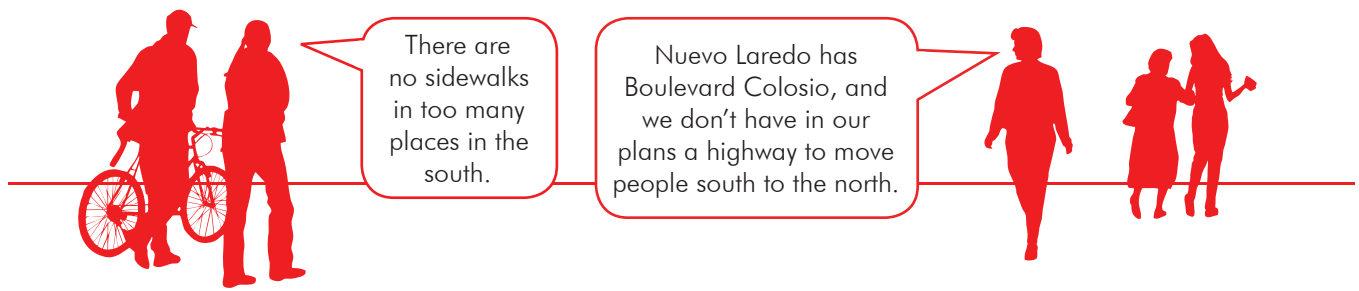 There are
no sidewalks
in too many
places in the
south.
Nuevo Laredo has
Boulevard Colosio, and
we don’t have in our
plans a highway to move
people south to the north.